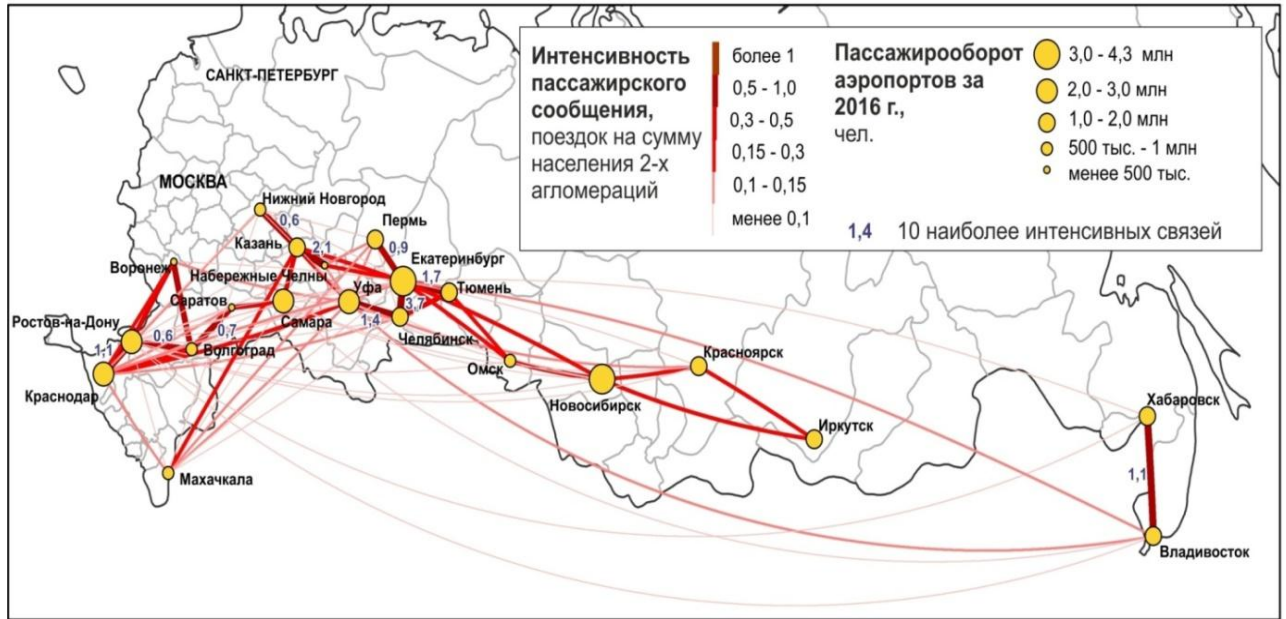 Интенсивность
пассажирского
сообщения,
поездок на сумму
населения 2-х
агломераций
более 1
0,5 - 1,0
0,3 - 0,5
0,15 - 0,3
0,1 - 0,15
менее 0,1
Пассажирооборот
аэропортов за
2016 г.,
чел.
3,0 - 4,3 млн
2,0 - 3,0 млн
1,0 - 2,0 млн
500 тыс. - 1 млн
менее 500 тыс.
1,4 10 наиболее интенсивных связей
САНКТ-ПЕТЕРБУРГ
МОСКВА
Нижний Новгород
0,6
Пермь
Казань
2,1
0,9
Екатеринбург
Воронеж
Набережные Челны
1,7
Уфа
Тюмень
Саратов
3,7
Самара
1,4
Ростов-на-Дону
0,6
0,7
Челябинск
1,1
Волгоград
Омск
Красноярск
Краснодар
Новосибирск
Хабаровск
Иркутск
Махачкала
1,1
Владивосток